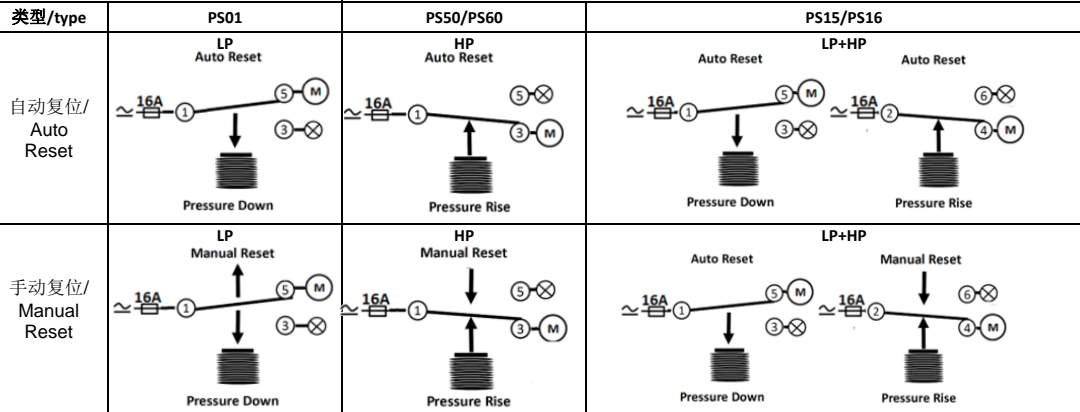 类型/type
PS01
PS50/PS60
PS15/PS16
自动复位/
Auto
Reset
LP
Auto Reset
16A
1
5
M
3
Pressure Down
HP
Auto Reset
16A
1
5
3
M
Pressure Rise
LP+HP
Auto Reset
16A
1
5
M
3
Pressure Down
Auto Reset
16A
2
6
4
M
Pressure Rise
手动复位/
Manual
Reset
LP
Manual Reset
16A
1
5
M
3
Pressure Down
HP
Manual Reset
16A
1
5
3
M
Pressure Rise
LP+HP
Auto Reset
16A
1
5
M
3
Pressure Down
Manual Reset
16A
2
6
4
M
Pressure Rise